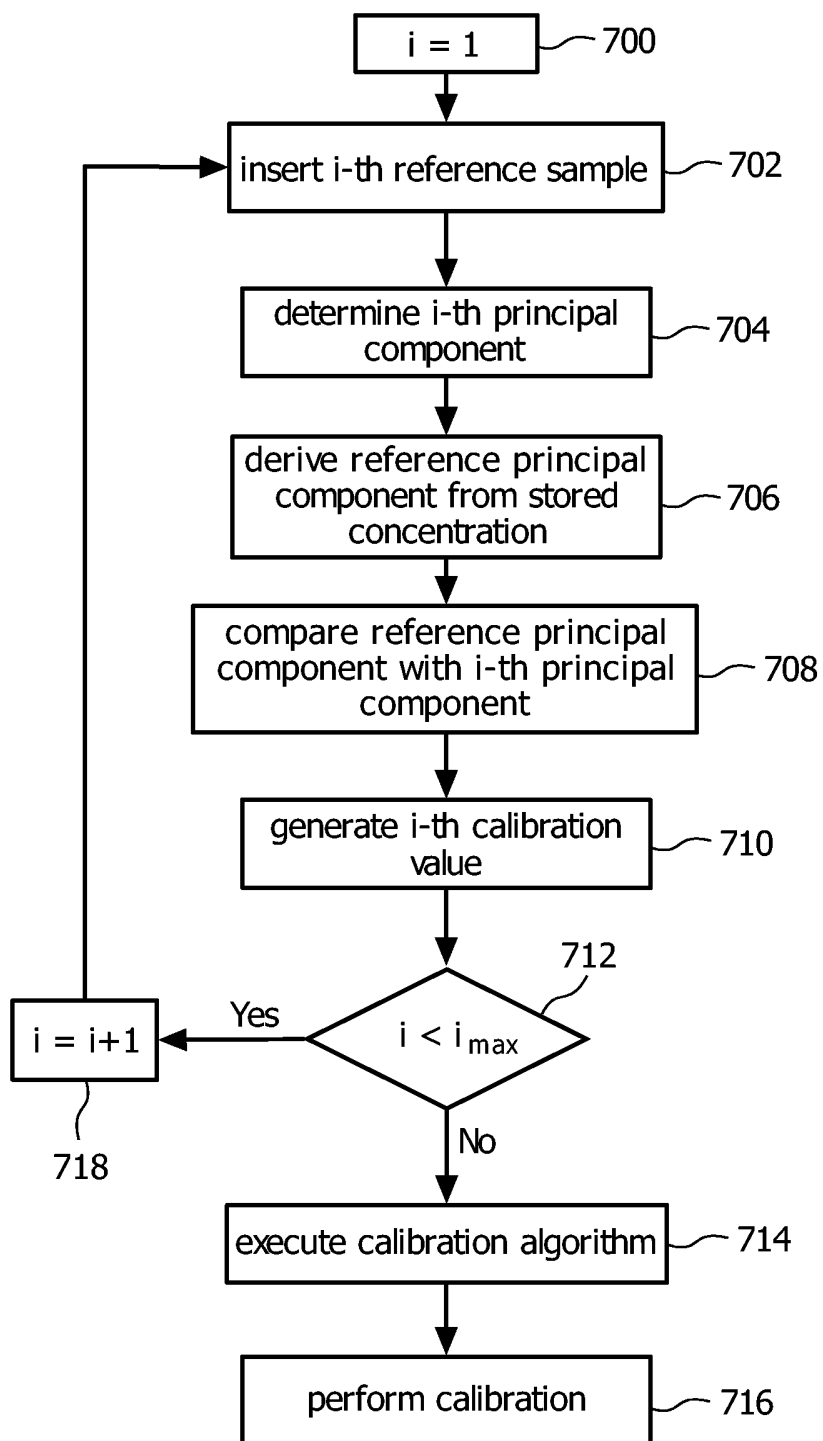 i = 1
700
insert i-th reference sample
702
determine i-th principal
component
704
derive reference principal
component from stored
concentration
706
compare reference principal
component with i-th principal
component
708
generate i-th calibration
value
710
712
i < i max
Yes
i = i+1
718
No
execute calibration algorithm
714
perform calibration
716